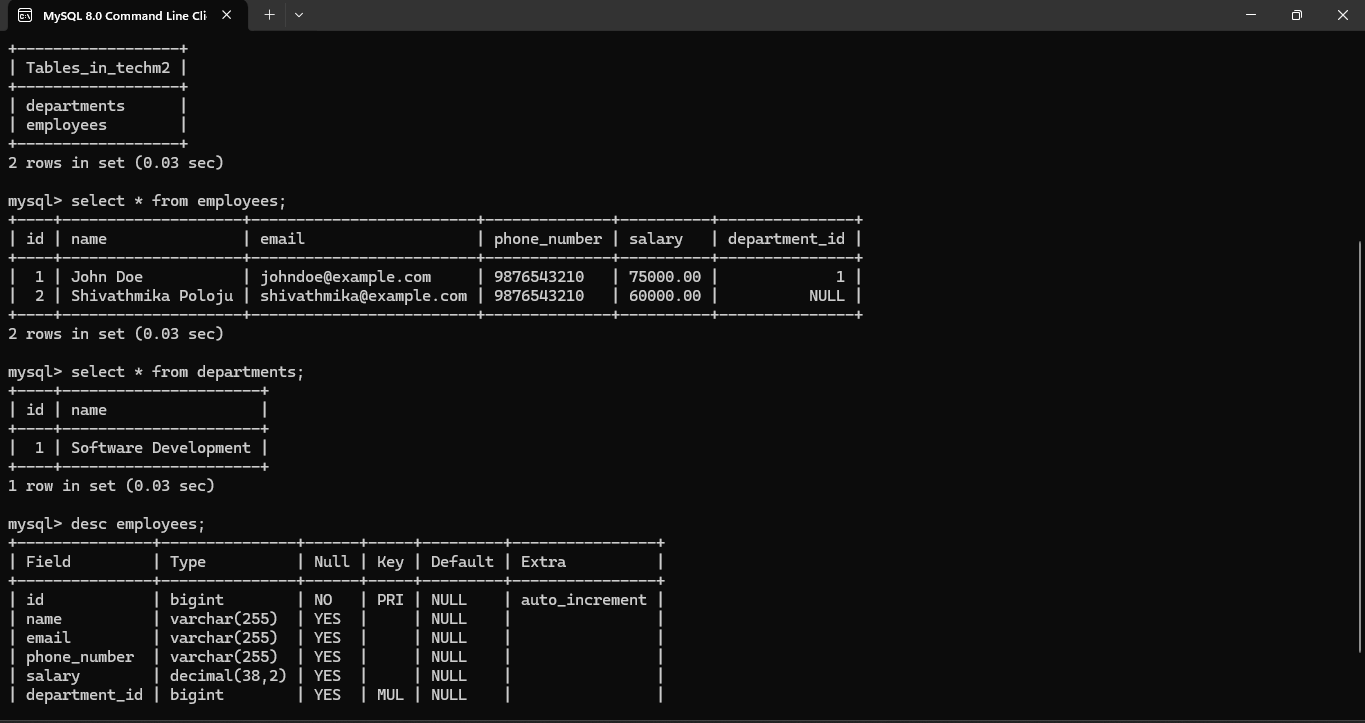 MySQL 8.0 Command Line Cli
+------------------+
| Tables_in_techm2 |
+------------------+
| departments      |
| employees        |
+------------------+
2 rows in set (0.03 sec)
mysql> select * from employees;
+----+--------------------+-------------------------+--------------+----------+---------------+
| id | name               | email                   | phone_number | salary   | department_id |
+----+--------------------+-------------------------+--------------+----------+---------------+
|  1 | John Doe           | johndoe@example.com     | 9876543210   | 75000.00 |             1 |
|  2 | Shivathmika Poloju | shivathmika@example.com | 9876543210   | 60000.00 |          NULL |
+----+--------------------+-------------------------+--------------+----------+---------------+
2 rows in set (0.03 sec)
mysql> select * from departments;
+----+----------------------+
| id | name                 |
+----+----------------------+
|  1 | Software Development |
+----+----------------------+
1 row in set (0.03 sec)
mysql> desc employees;
+---------------+---------------+------+-----+---------+----------------+
| Field         | Type          | Null | Key | Default | Extra          |
+---------------+---------------+------+-----+---------+----------------+
| id            | bigint        | NO   | PRI | NULL    | auto_increment |
| name          | varchar(255)  | YES  |     | NULL    |                |
| email         | varchar(255)  | YES  |     | NULL    |                |
| phone_number  | varchar(255)  | YES  |     | NULL    |                |
| salary        | decimal(38,2) | YES  |     | NULL    |                |
| department_id | bigint        | YES  | MUL | NULL    |                |